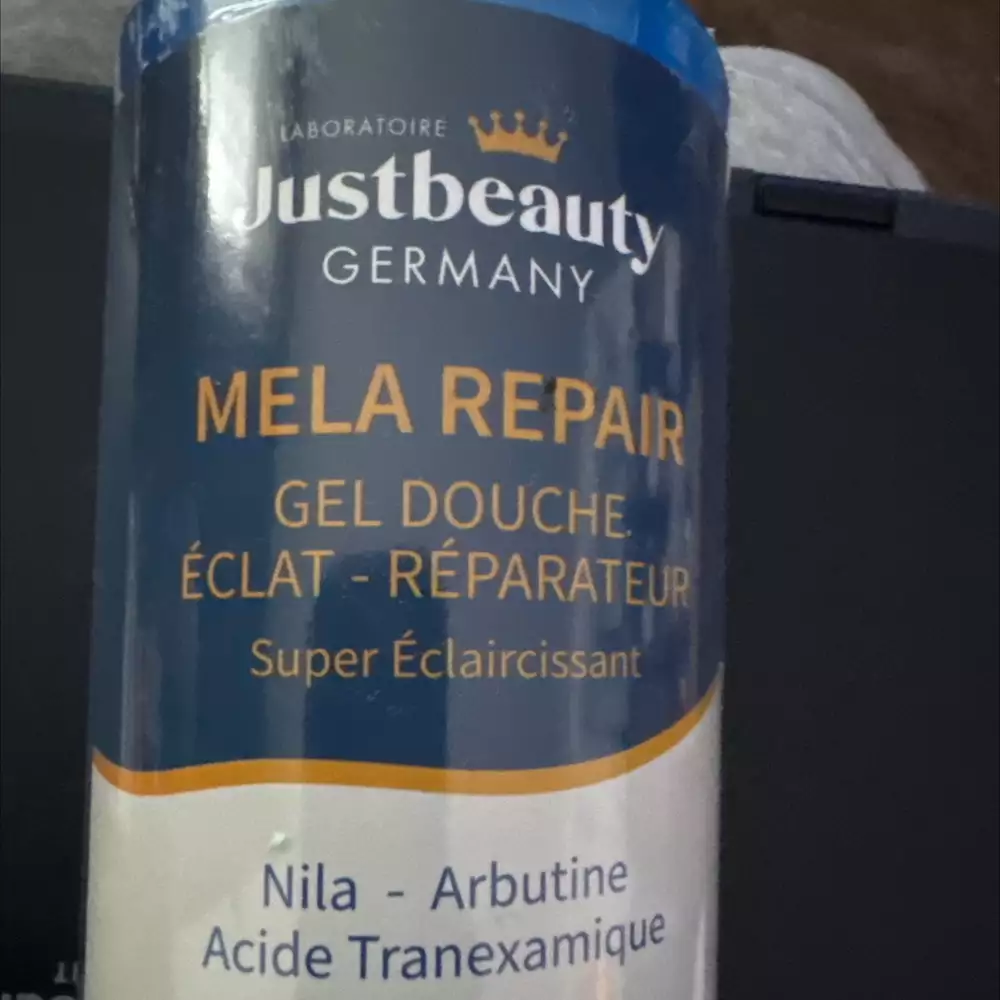 LABORATOIRE
Justbeauty
GERMANY
MELA REPAIR
GEL DOUCHE
ÉCLAT - RÉPARATEUR
Super Éclaircissant
Nila - Arbutine
Acide Tranexamique